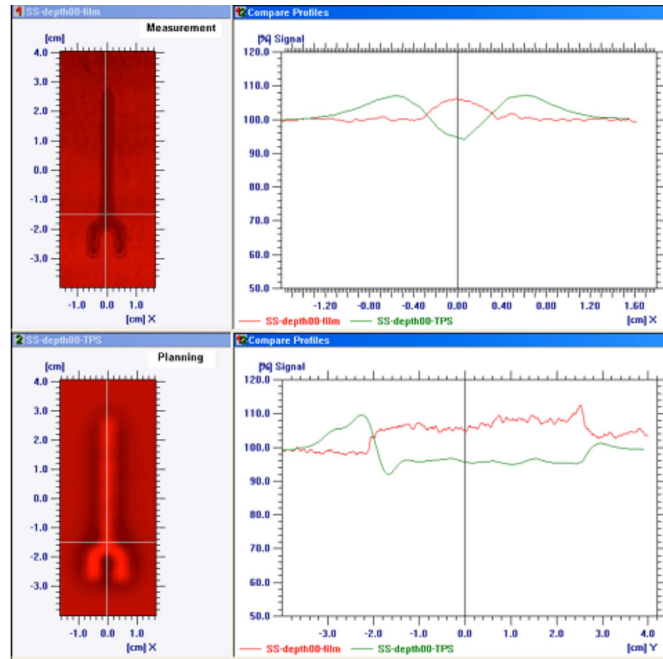 1 SS-depth00-film
Measurement
[cm]
4.0
3.0
2.0
1.0
0.0
-1.0
-2.0
-3.0
-1.0 0.0 1.0
[cm] X
12 Compare Profiles
[%] Signal
120.0
110.0
100.0
90.0
80.0
70.0
60.0
50.0
-1.20 -0.80 -0.40 0.00 0.40 0.80 1.20 1.60
SS-depth00-film SS-depth00-TPS [cm] X
2 SS-depth00-TPS
Planning
[cm]
4.0
3.0
2.0
1.0
0.0
-1.0
-2.0
-3.0
-1.0 0.0 1.0
[cm] X
12 Compare Profiles
[%] Signal
120.0
110.0
100.0
90.0
80.0
70.0
60.0
50.0
-3.0 -2.0 -1.0 0.0 1.0 2.0 3.0 4.0
SS-depth00-film SS-depth00-TPS [cm] Y